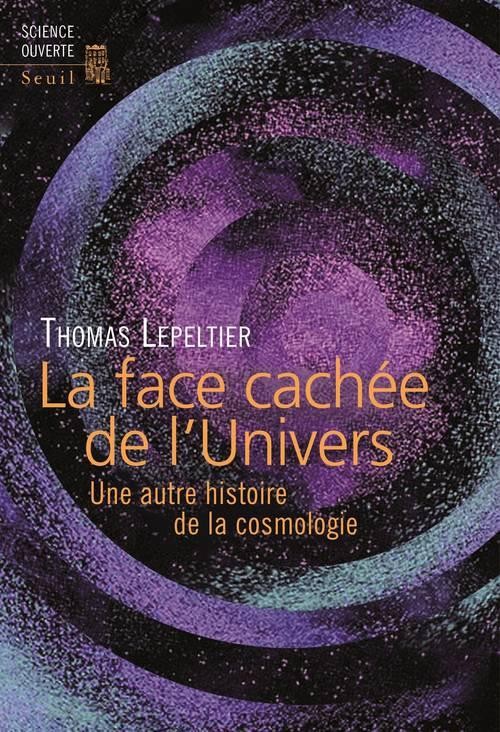 SCIENCE
OUVERTE
Seuil
THOMAS LEPELTIER
La face cachée
de l'Univers
Une autre histoire
de la cosmologie